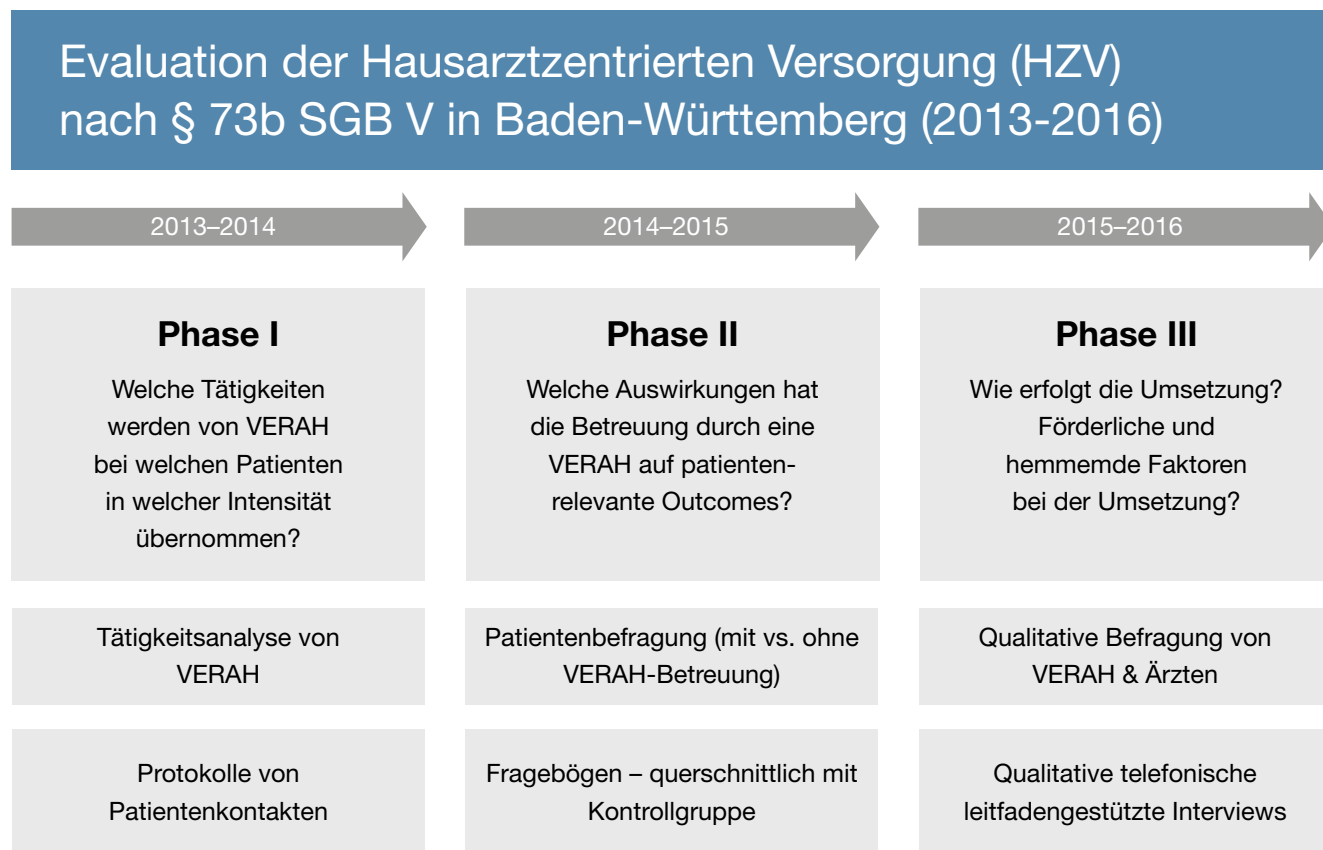 Evaluation der Hausarztzentrierten Versorgung (HZV)
nach § 73b SGB V in Baden-Württemberg (2013-2016)
2013–2014
2014–2015
2015–2016
Phase I
Welche Tätigkeiten
werden von VERAH
bei welchen Patienten
in welcher Intensität
übernommen?
Phase II
Welche Auswirkungen hat
die Betreuung durch eine
VERAH auf patienten-
relevante Outcomes?
Phase III
Wie erfolgt die Umsetzung?
Förderliche und
hemmemde Faktoren
bei der Umsetzung?
Tätigkeitsanalyse von
VERAH
Patientenbefragung (mit vs. ohne
VERAH-Betreuung)
Qualitative Befragung von
VERAH & Ärzten
Protokolle von
Patientenkontakten
Fragebögen – querschnittlich mit
Kontrollgruppe
Qualitative telefonische
leitfadengestützte Interviews